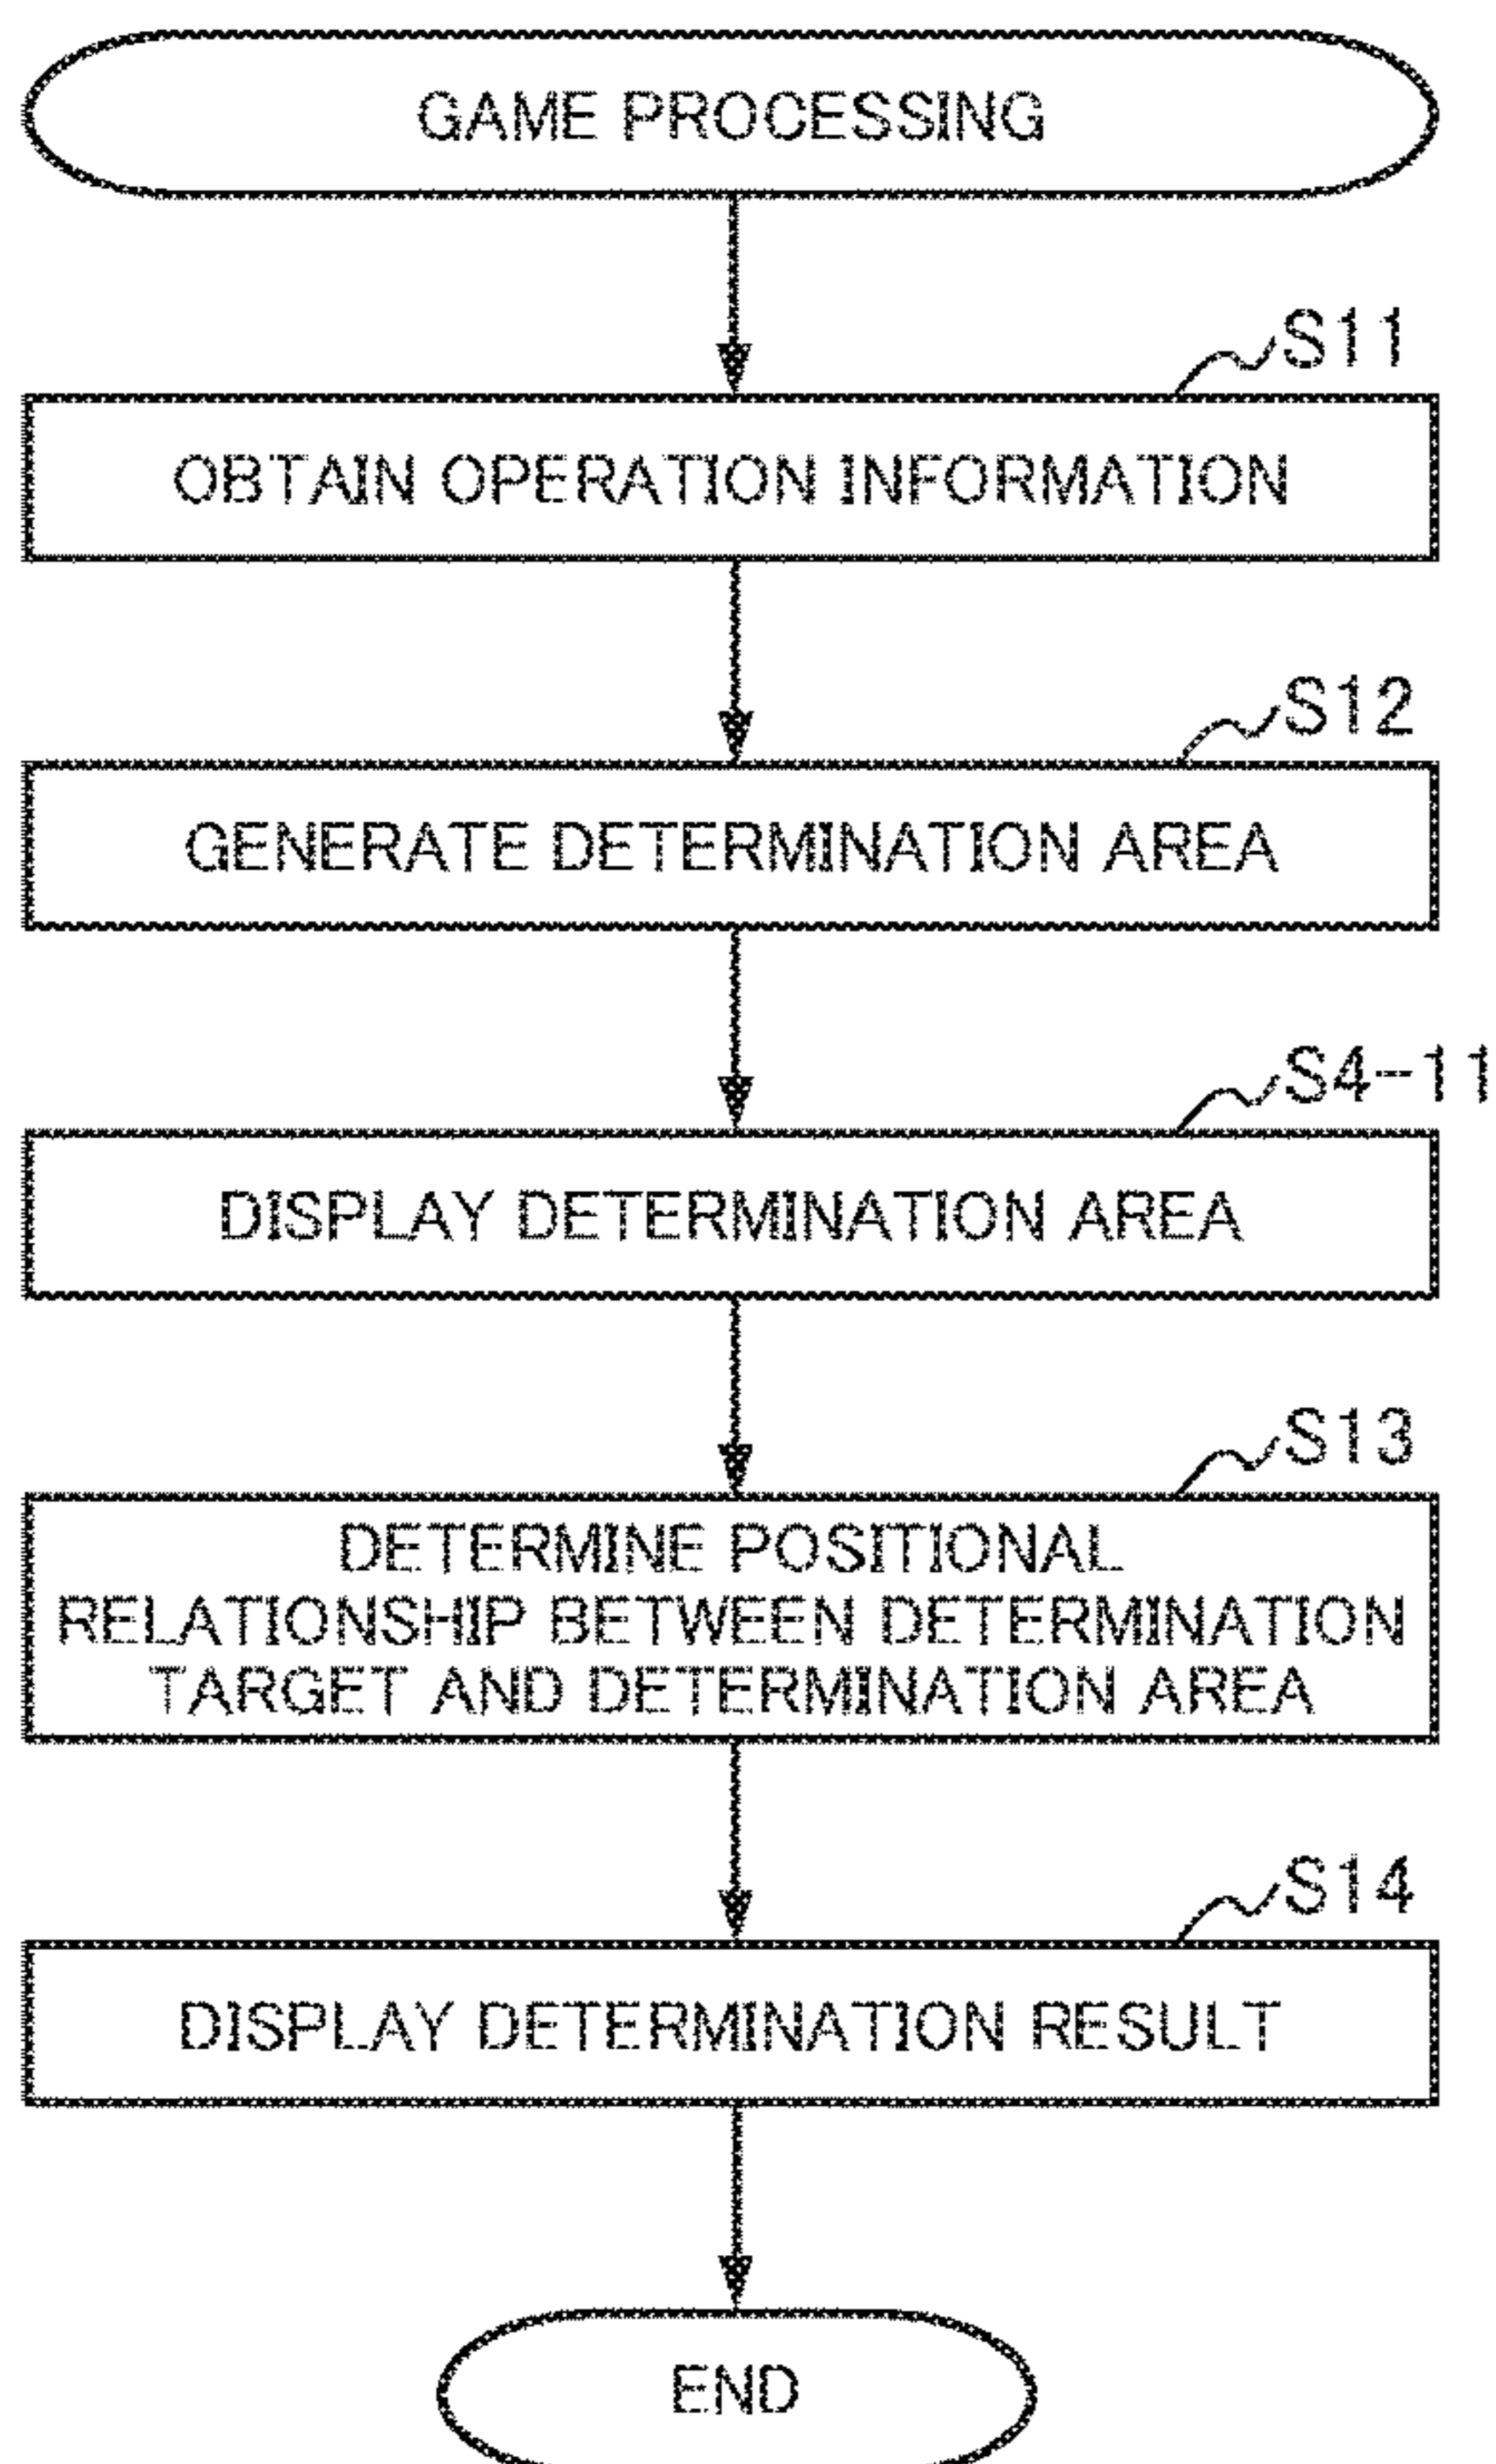 GAME PROCESSING
S11
OBTAIN OPERATION INFORMATION
S12
GENERATE DETERMINATION AREA
S4-11
DISPLAY DETERMINATION AREA
S13
DETERMINE POSITIONAL
RELATIONSHIP BETWEEN DETERMINATION
TARGET AND DETERMINATION AREA
S14
DISPLAY DETERMINATION RESULT
END